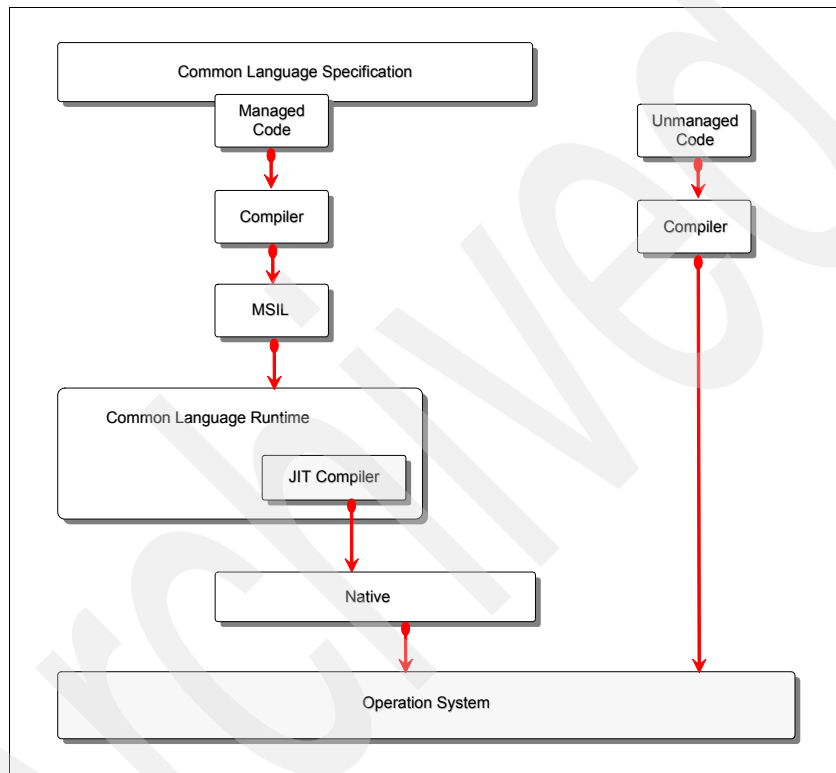 Common Language Specification
Managed
Code
Unmanaged
Code
Compiler
Compiler
MSIL
Common Language Runtime
JIT Compiler
Native
Operation System